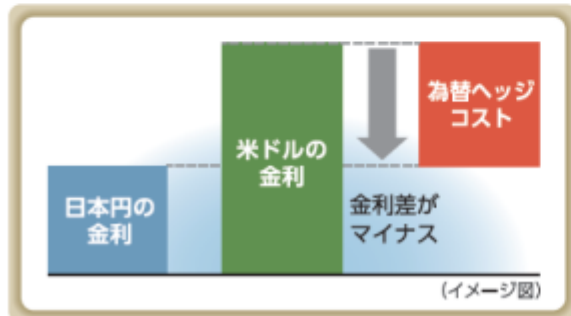 日本円の
金利
米ドルの
金利
金利差が
マイナス
為替ヘッジ
コスト
(イメージ図)